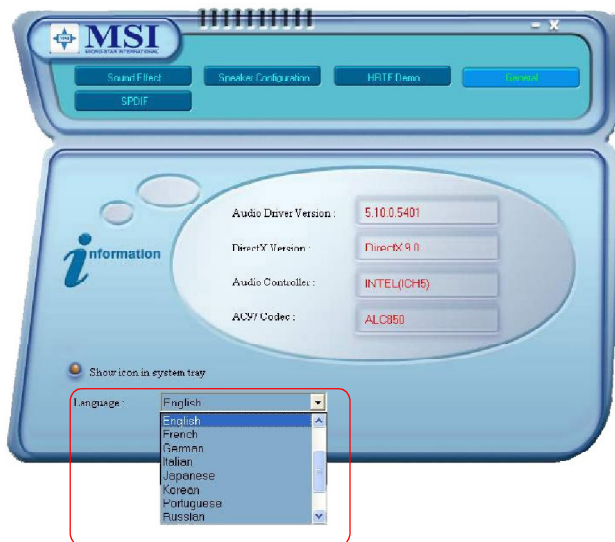 MSI
MICRO-STAR INTERNATIONAL
- x
Sound Effect
Speaker Configuration
HRTF Demo
General
SPDIF
information
Audio Driver Version :
5.10.0.5401
DirectX Version :
DirectX 9.0
Audio Controller :
INTEL(ICH5)
AC97 Codec :
ALC850
Show icon in system tray
Language :
English
English
French
German
Italian
Japanese
Korean
Portuguese
Russian